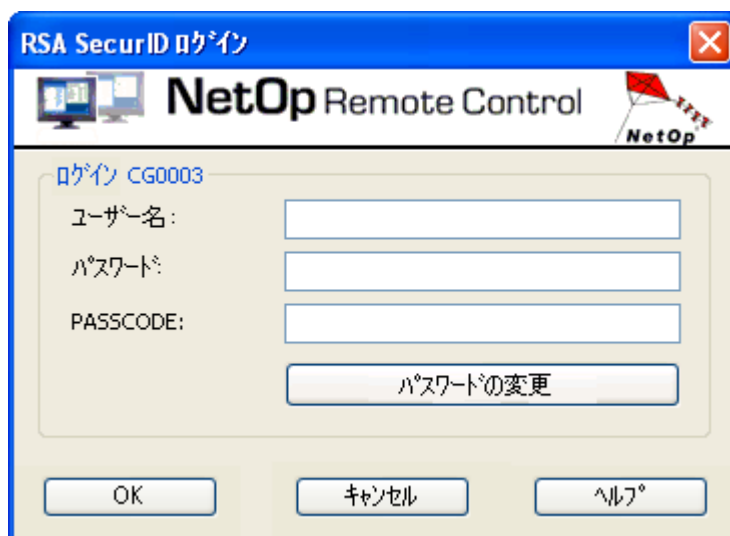 RSA SecurID ログイン
NetOp Remote Control
NetOp
ログイン CG0003
ユーザー名:
パスワード:
PASSCODE:
パスワードの変更
OK
キャンセル
ヘルプ